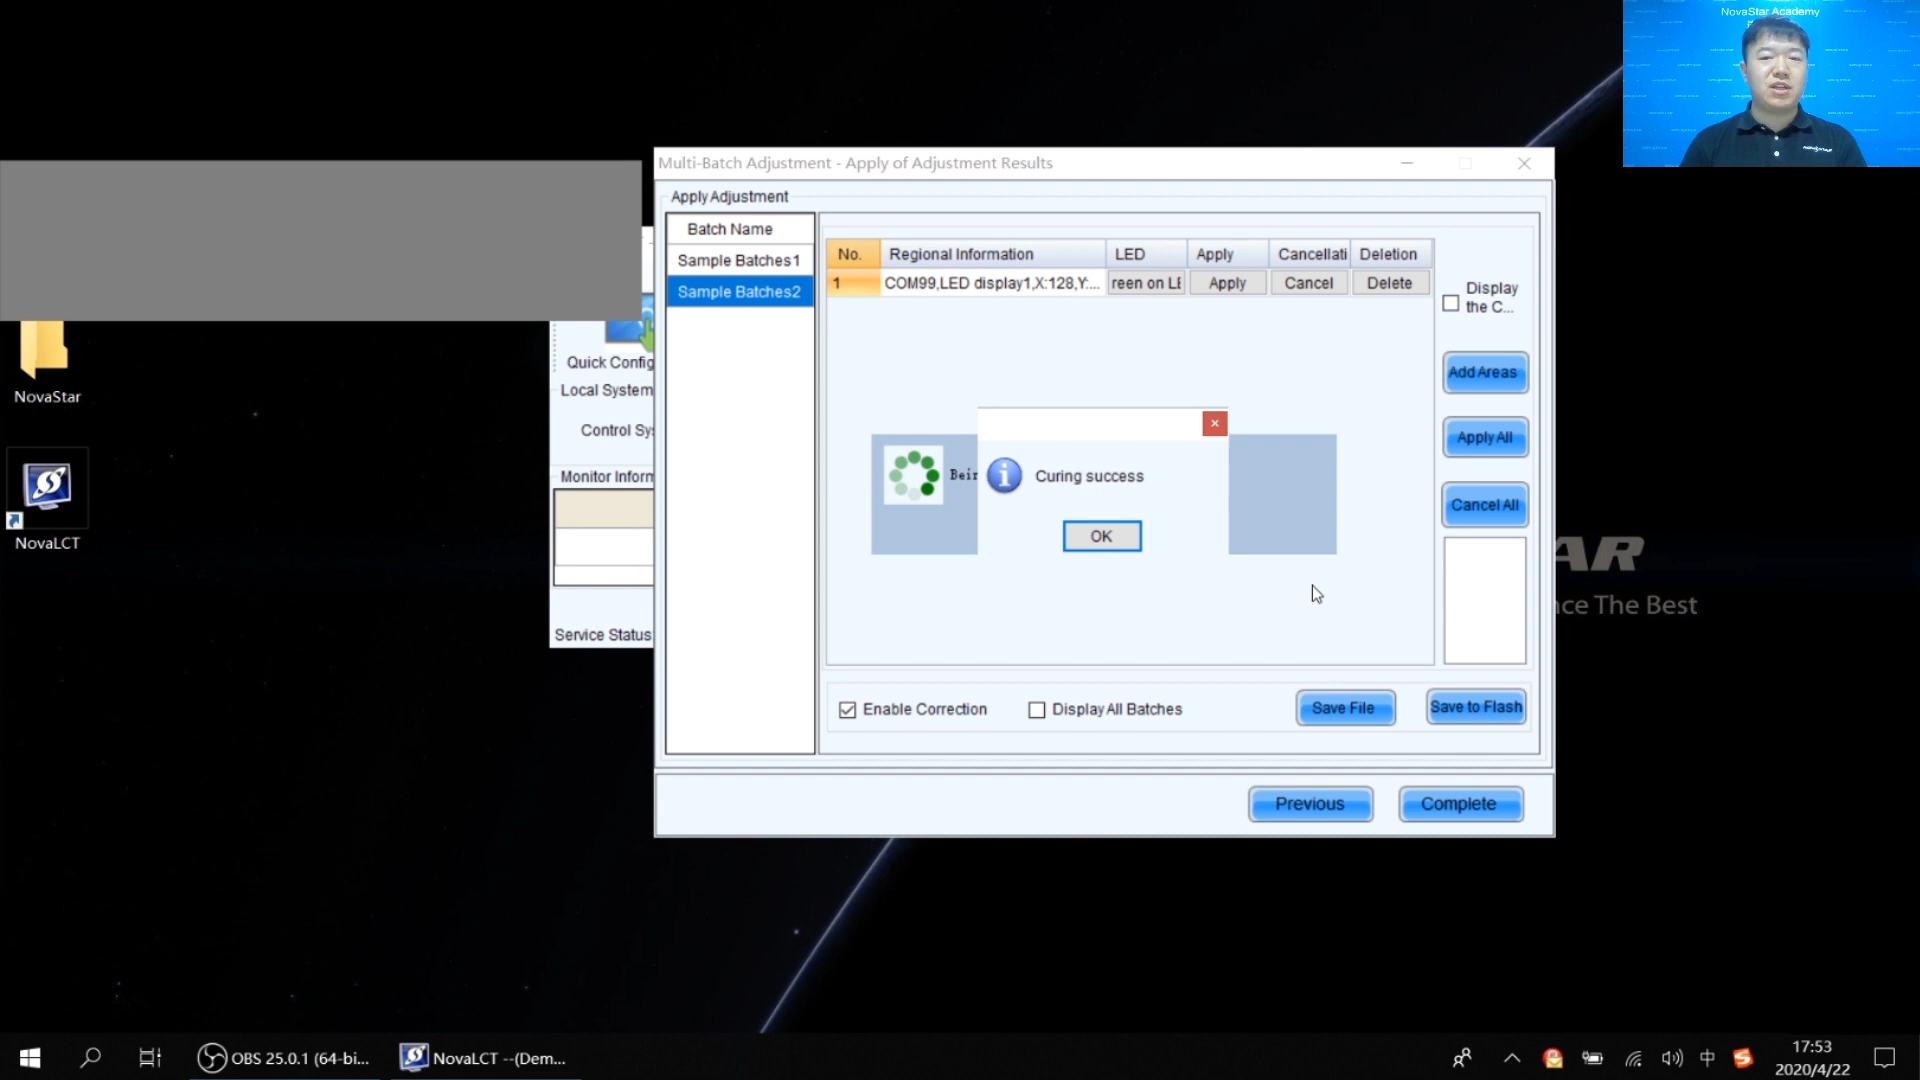 NovaStar Academy
Multi-Batch Adjustment - Apply of Adjustment Results
Apply Adjustment
Batch Name
Sample Batches1
Sample Batches2
No. Regional Information LED Apply Cancellati Deletion
1 COM99,LED display1,X:128,Y:... reen on LE Apply Cancel Delete
Display
the C...
Add Areas
Apply All
Cancel All
Curing success
OK
Enable Correction
Display All Batches
Save File
Save to Flash
Previous
Complete
Quick Config
Local System
Control Sy
Monitor Inform
Service Status
NovaStar
NovaLCT
AR
ce The Best
OBS 25.0.1 (64-bi...
NovaLCT --(Dem...
中
17:53
2020/4/22